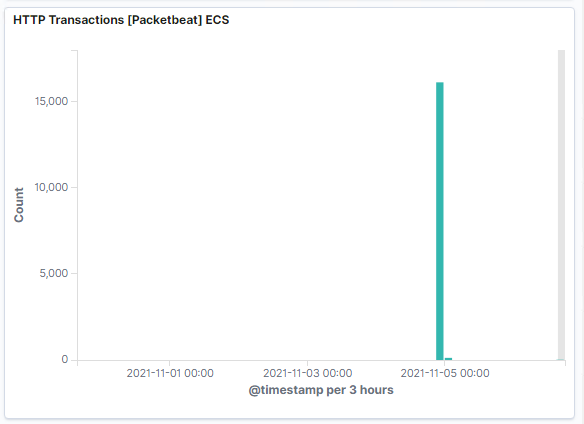 HTTP Transactions [Packetbeat] ECS
15,000
10,000
5,000
0
Count
2021-11-01 00:00 2021-11-03 00:00 2021-11-05 00:00
@timestamp per 3 hours